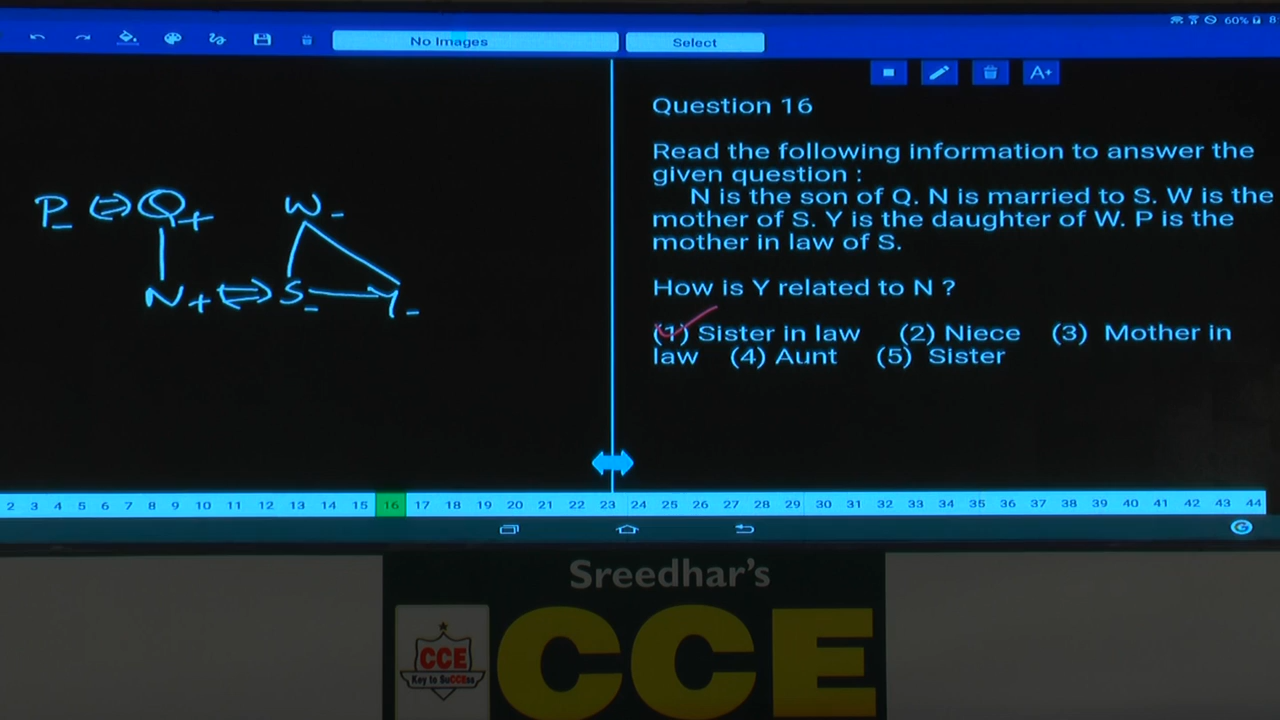 60% 8
No Images
Select
A+
Question 16
Read the following information to answer the
given question :
N is the son of Q. N is married to S. W is the
mother of S. Y is the daughter of W. P is the
mother in law of S.
How is Y related to N ?
(1) Sister in law (2) Niece (3) Mother in
law (4) Aunt (5) Sister
P - ⇔ Q + W -
N + ⇔ S - Y -
2 3 4 5 6 7 8 9 10 11 12 13 14 15 16 17 18 19 20 21 22 23 24 25 26 27 28 29 30 31 32 33 34 35 36 37 38 39 40 41 42 43 44
G
Sreedhar's
CCE
CCE
Key to SuCCEss